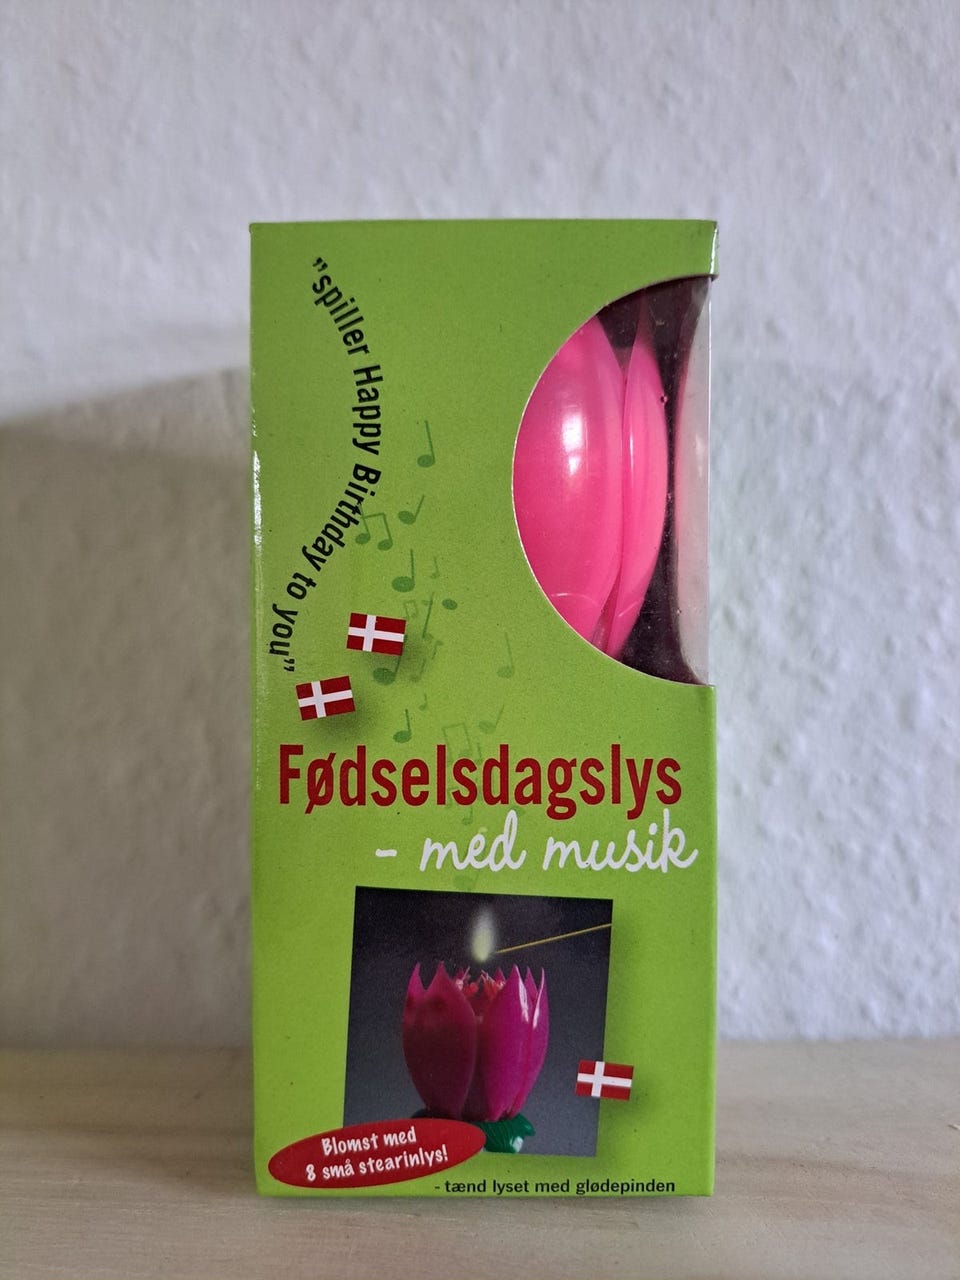 ”spiller Happy Birthday to you”
Fødselsdagslys
- med musik
Blomst med
8 små stearinlys!
- tænd lyset med glødepinden